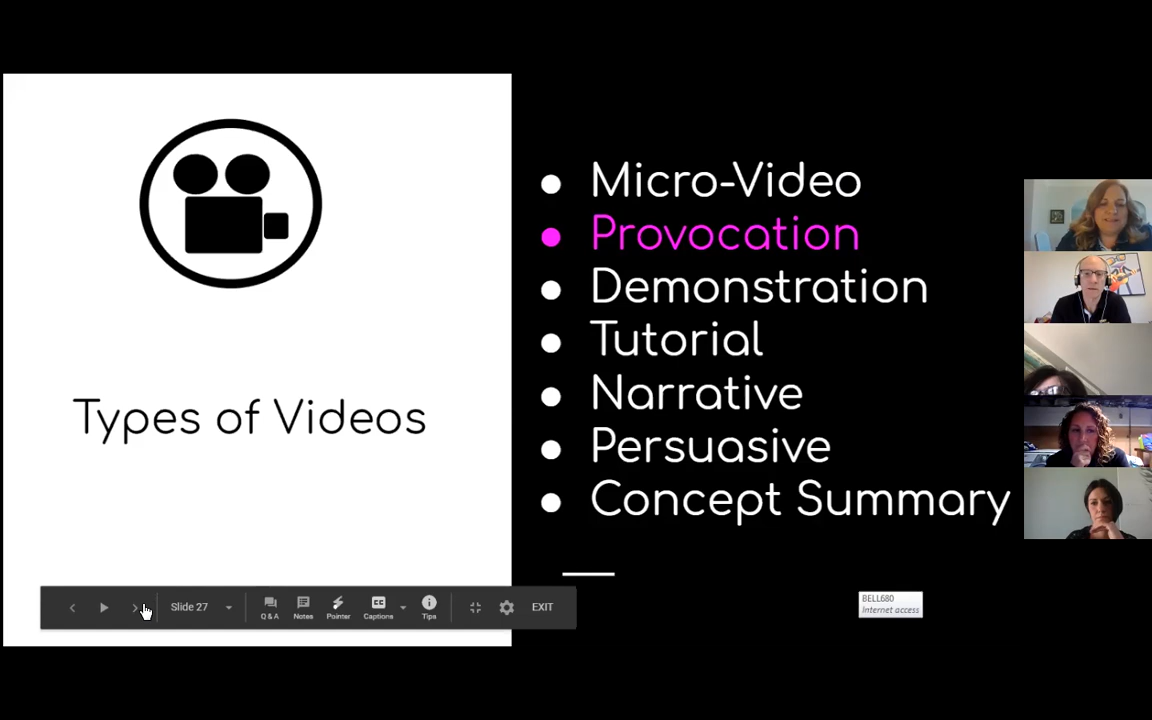 Types of Videos
Micro-Video
Provocation
Demonstration
Tutorial
Narrative
Persuasive
Concept Summary
Slide 27
Q & A
Notes
Pointer
Captions
Tips
EXIT
BELL680
Internet access